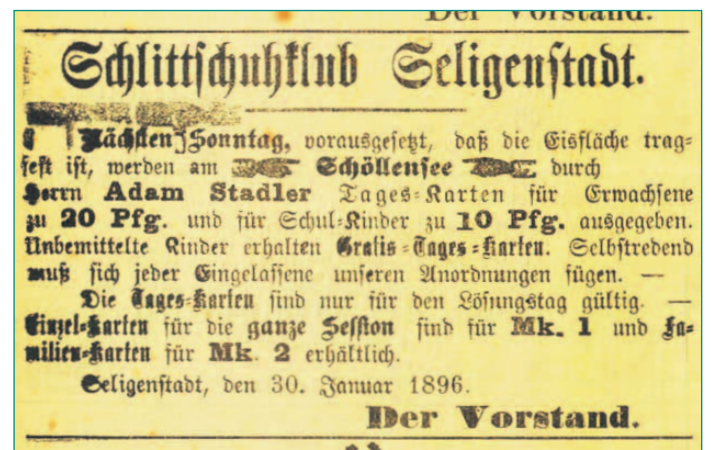 Der Vorstand.
Schlittschuhklub Seligenstadt.
Nächsten Sonntag, vorausgesetzt, daß die Eisfläche trag-
fest ist, werden am Schöllensee durch
Herrn Adam Stadler Tages-Karten für Erwachsene
zu 20 Pfg. und für Schul-Kinder zu 10 Pfg. ausgegeben.
Unbemittelte Kinder erhalten Gratis-Tages-Karten. Selbstredend
muß sich jeder Eingelassene unseren Anordnungen fügen. —
Die Tages-Karten sind nur für den Lösungstag gültig. —
Einzel-Karten für die ganze Session sind für Mk. 1 und Fa-
milien-Karten für Mk. 2 erhältlich.
Seligenstadt, den 30. Januar 1896.
Der Vorstand.